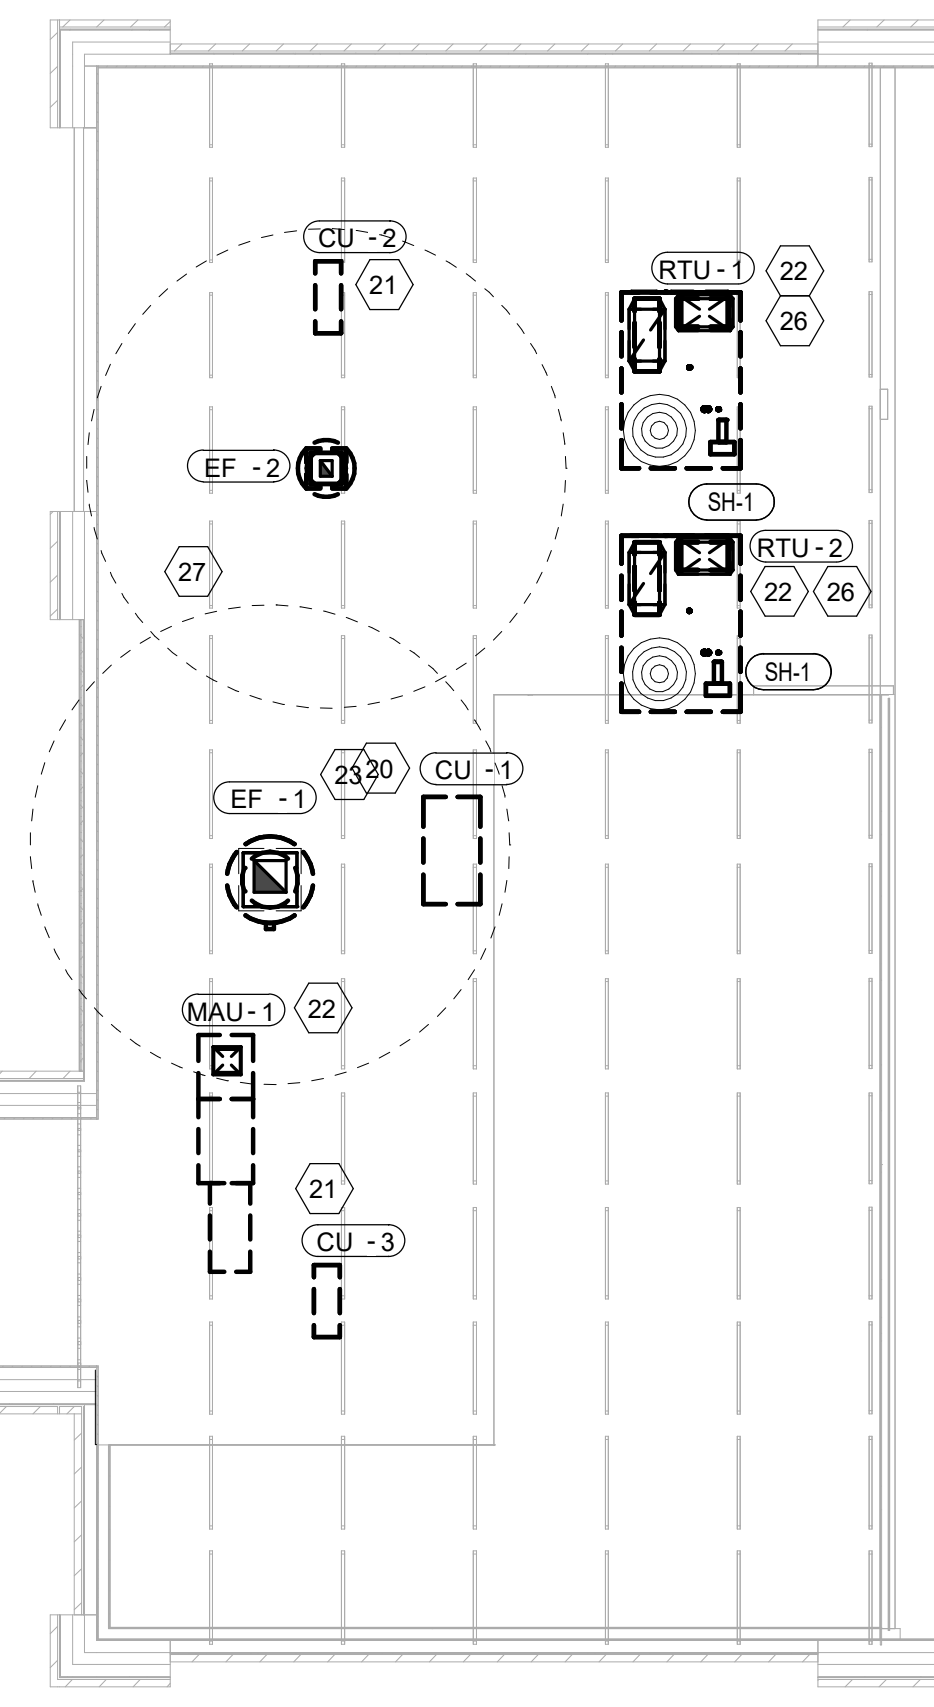 CU - 2
21
RTU - 1
22
26
EF - 2
SH-1
RTU - 2
27
22
26
SH-1
23
20
CU - 1
EF - 1
MAU - 1
22
21
CU - 3